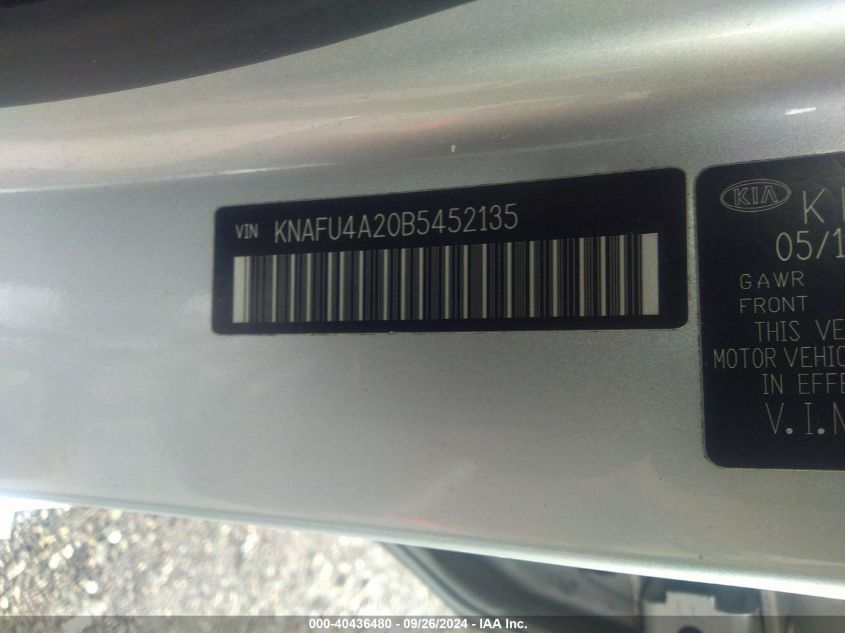 VIN KNAFU4A20B5452135
KIA
05/1
GAWR
FRONT
THIS VE
MOTOR VEHIC
IN EFFE
V.I.N
000-40436480 - 09/26/2024 - IAA Inc.